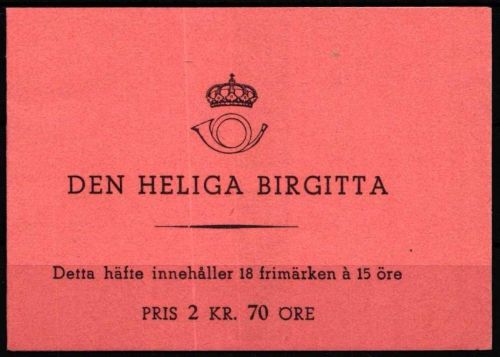 DEN HELIGA BIRGITTA
Detta häfte innehåller 18 frimärken à 15 öre
PRIS 2 KR. 70 ÖRE